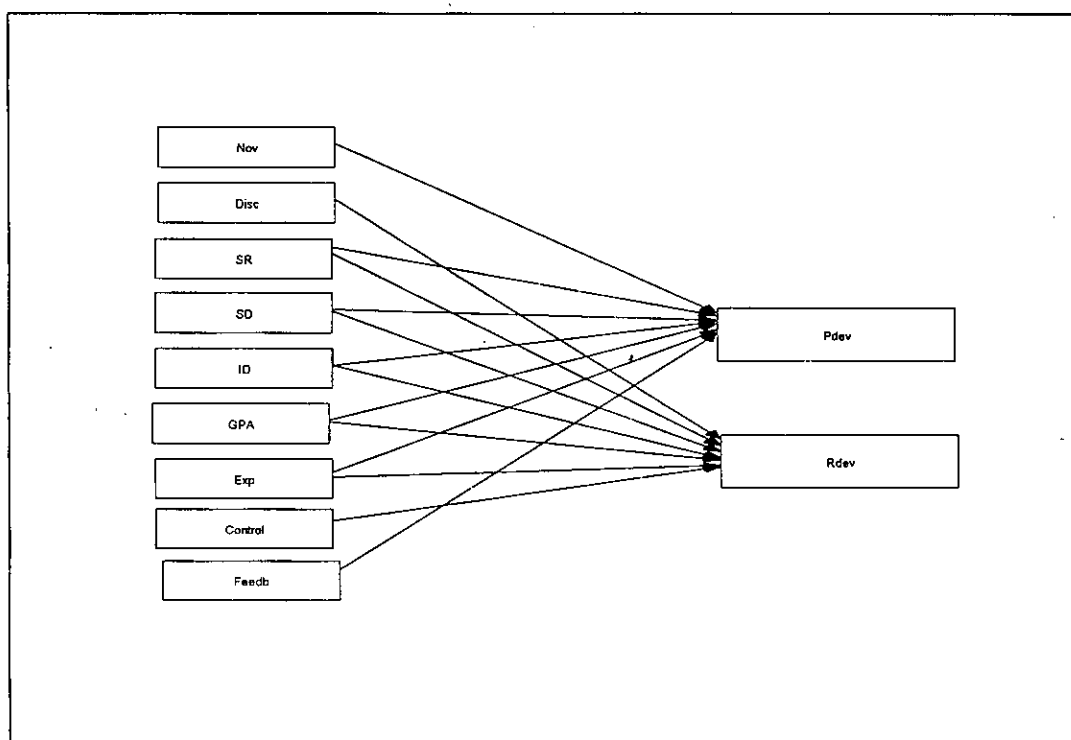 Nov
Disc
SR
SD
ID
GPA
Exp
Control
Feedb
Pdev
Rdev